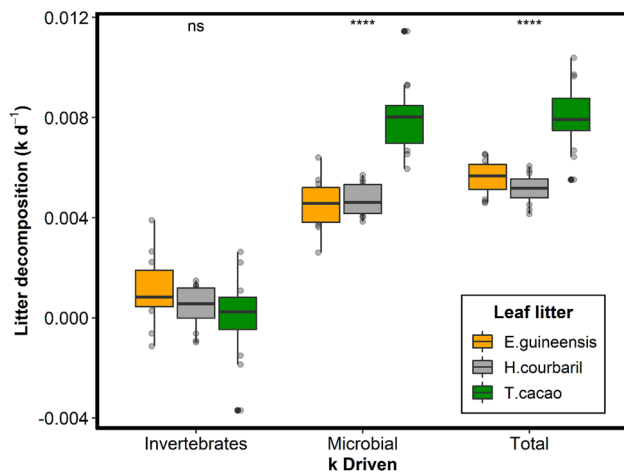 0.012
ns
****
****
0.008
0.004
0.000
-0.004
Litter decomposition (k d⁻¹)
Leaf litter
E.guineensis
H.courbaril
T.cacao
Invertebrates
Microbial
Total
k Driven